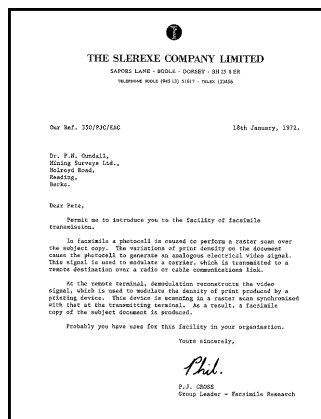 THE SLEREXE COMPANY LIMITED
SAPORS LANE - BOOLE - DORSET - BH 25 8 ER
TELEPHONE BOOLE (945 13) 51617 - TELEX 123456
Our Ref. 350/PJC/EAC 18th January, 1972.
Dr. P.N. Cundall,
Mining Surveys Ltd.,
Holroyd Road,
Reading,
Berks.
Dear Pete,
Permit me to introduce you to the facility of facsimile
transmission.
In facsimile a photocell is caused to perform a raster scan over
the subject copy. The variations of print density on the document
cause the photocell to generate an analogous electrical video signal.
This signal is used to modulate a carrier, which is transmitted to a
remote destination over a radio or cable communications link.
At the remote terminal, demodulation reconstructs the video
signal, which is used to modulate the density of print produced by a
printing device. This device is scanning in a raster scan synchronised
with that at the transmitting terminal. As a result, a facsimile
copy of the subject document is produced.
Probably you have uses for this facility in your organisation.
Yours sincerely,
Phil.
P.J. CROSS
Group Leader - Facsimile Research